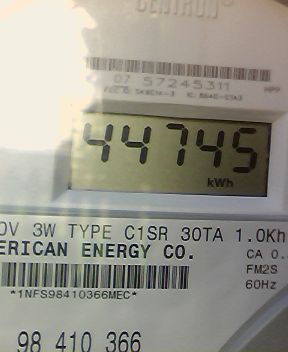 CENTRON®
07 57245311
44745
kWh
0V 3W TYPE C1SR 30TA 1.0Kh
ERICAN ENERGY CO.
CA 0.
FM2S
*1NFS98410366MEC*
60Hz
98 410 366